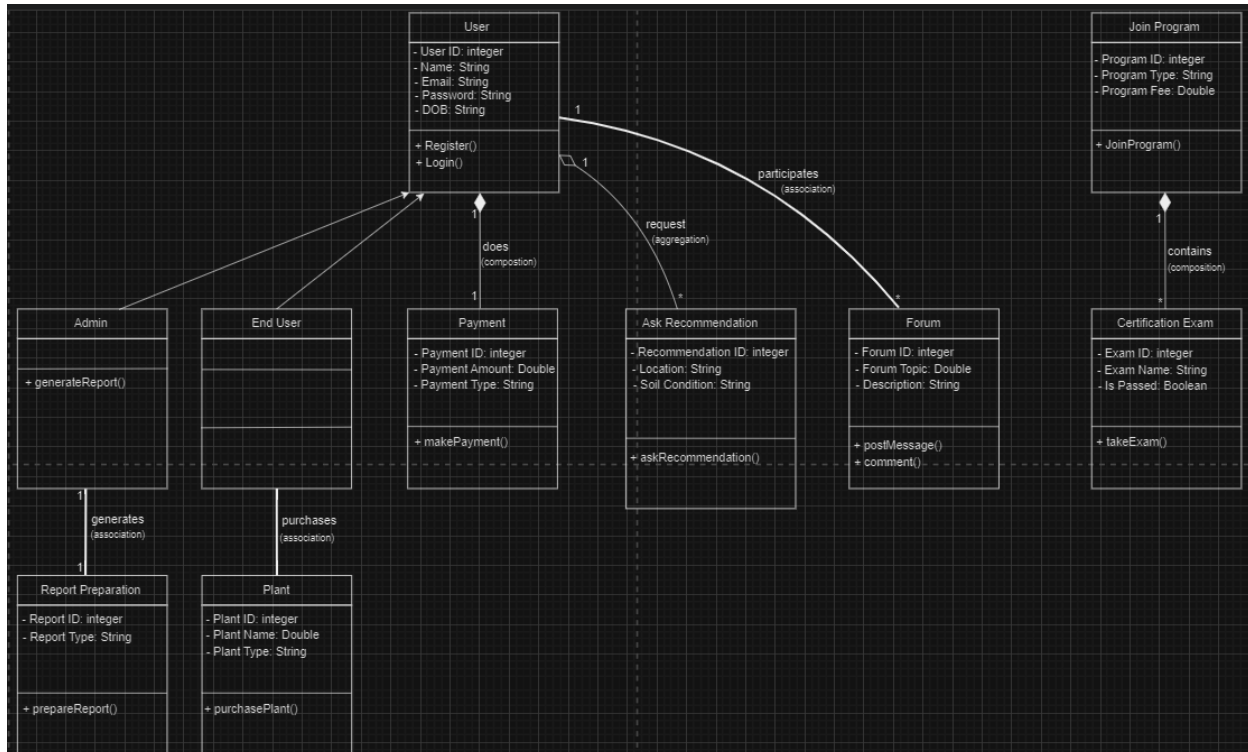 User
- User ID: integer
- Name: String
- Email: String
- Password: String
- DOB: String
+ Register()
+ Login()
Join Program
- Program ID: integer
- Program Type: String
- Program Fee: Double
+ JoinProgram()
1
1
participates
(association)
*
1
request
(aggregation)
*
1
does
(compostion)
1
contains
(composition)
*
Admin
+ generateReport()
End User
Payment
- Payment ID: integer
- Payment Amount: Double
- Payment Type: String
+ makePayment()
Ask Recommendation
- Recommendation ID: integer
- Location: String
- Soil Condition: String
+ askRecommendation()
Forum
- Forum ID: integer
- Forum Topic: Double
- Description: String
+ postMessage()
+ comment()
Certification Exam
- Exam ID: integer
- Exam Name: String
- Is Passed: Boolean
+ takeExam()
1
generates
(association)
1
purchases
(association)
Report Preparation
- Report ID: integer
- Report Type: String
+ prepareReport()
Plant
- Plant ID: integer
- Plant Name: Double
- Plant Type: String
+ purchasePlant()